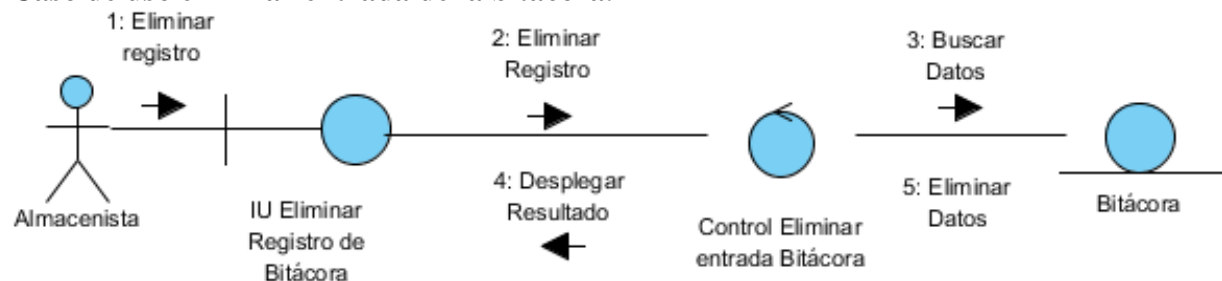 1: Eliminar
registro
2: Eliminar
Registro
3: Buscar
Datos
4: Desplegar
Resultado
5: Eliminar
Datos
Almacenista
IU Eliminar
Registro de
Bitácora
Control Eliminar
entrada Bitácora
Bitácora